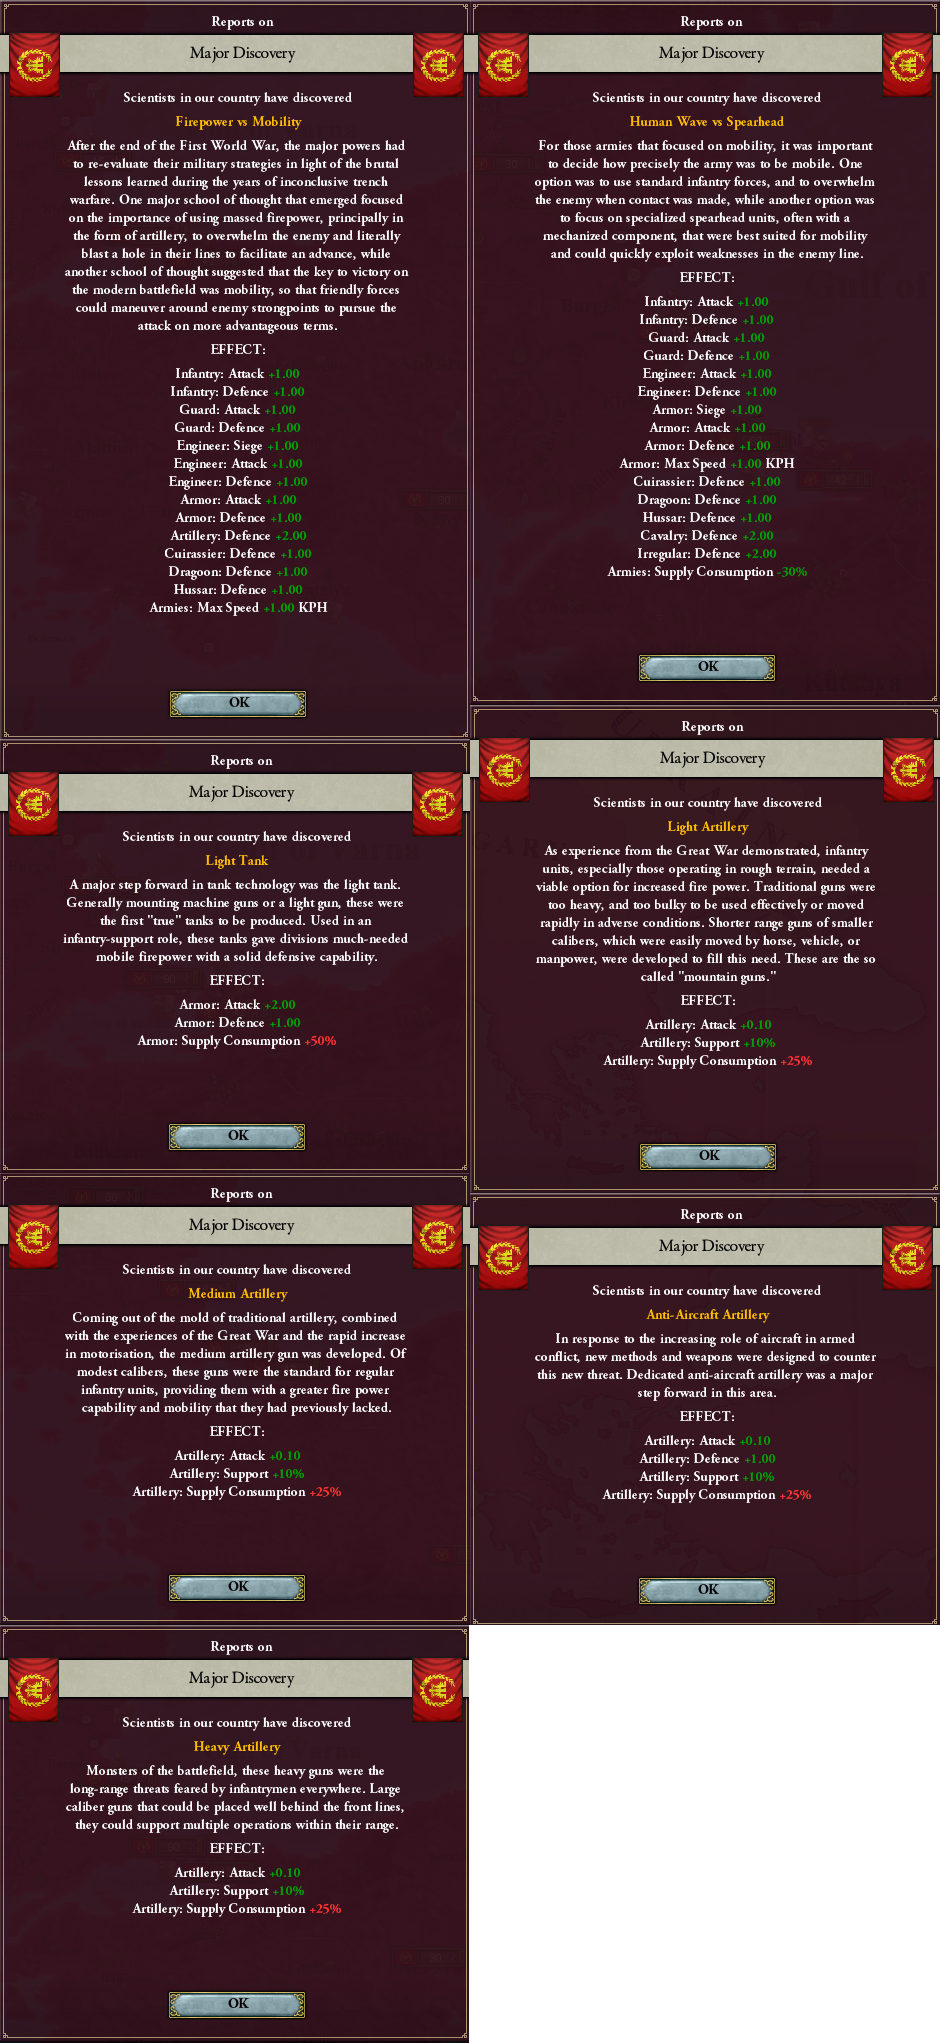 Reports on
Major Discovery
Scientists in our country have discovered
Firepower vs Mobility
After the end of the First World War, the major powers had
to re-evaluate their military strategies in light of the brutal
lessons learned during the years of inconclusive trench
warfare. One major school of thought that emerged focused
on the importance of using massed firepower, principally in
the form of artillery, to overwhelm the enemy and literally
blast a hole in their lines to facilitate an advance, while
another school of thought suggested that the key to victory on
the modern battlefield was mobility, so that friendly forces
could maneuver around enemy strongpoints to pursue the
attack on more advantageous terms.
EFFECT:
Infantry: Attack +1.00
Infantry: Defence +1.00
Guard: Attack +1.00
Guard: Defence +1.00
Engineer: Siege +1.00
Engineer: Attack +1.00
Engineer: Defence +1.00
Armor: Attack +1.00
Armor: Defence +1.00
Artillery: Defence +2.00
Cuirassier: Defence +1.00
Dragoon: Defence +1.00
Hussar: Defence +1.00
Armies: Max Speed +1.00 KPH
OK
Reports on
Major Discovery
Scientists in our country have discovered
Human Wave vs Spearhead
For those armies that focused on mobility, it was important
to decide how precisely the army was to be mobile. One
option was to use standard infantry forces, and to overwhelm
the enemy when contact was made, while another option was
to focus on specialized spearhead units, often with a
mechanized component, that were best suited for mobility
and could quickly exploit weaknesses in the enemy line.
EFFECT:
Infantry: Attack +1.00
Infantry: Defence +1.00
Guard: Attack +1.00
Guard: Defence +1.00
Engineer: Attack +1.00
Engineer: Defence +1.00
Armor: Siege +1.00
Armor: Attack +1.00
Armor: Defence +1.00
Armor: Max Speed +1.00 KPH
Cuirassier: Defence +1.00
Dragoon: Defence +1.00
Hussar: Defence +1.00
Cavalry: Defence +2.00
Irregular: Defence +2.00
Armies: Supply Consumption -30%
OK
Reports on
Major Discovery
Scientists in our country have discovered
Light Tank
A major step forward in tank technology was the light tank.
Generally mounting machine guns or a light gun, these were
the first "true" tanks to be produced. Used in an
infantry-support role, these tanks gave divisions much-needed
mobile firepower with a solid defensive capability.
EFFECT:
Armor: Attack +2.00
Armor: Defence +1.00
Armor: Supply Consumption +50%
OK
Reports on
Major Discovery
Scientists in our country have discovered
Light Artillery
As experience from the Great War demonstrated, infantry
units, especially those operating in rough terrain, needed a
viable option for increased fire power. Traditional guns were
too heavy, and too bulky to be used effectively or moved
rapidly in adverse conditions. Shorter range guns of smaller
calibers, which were easily moved by horse, vehicle, or
manpower, were developed to fill this need. These are the so
called "mountain guns."
EFFECT:
Artillery: Attack +0.10
Artillery: Support +10%
Artillery: Supply Consumption +25%
OK
Reports on
Major Discovery
Scientists in our country have discovered
Medium Artillery
Coming out of the mold of traditional artillery, combined
with the experiences of the Great War and the rapid increase
in motorisation, the medium artillery gun was developed. Of
modest calibers, these guns were the standard for regular
infantry units, providing them with a greater fire power
capability and mobility that they had previously lacked.
EFFECT:
Artillery: Attack +0.10
Artillery: Support +10%
Artillery: Supply Consumption +25%
OK
Reports on
Major Discovery
Scientists in our country have discovered
Anti-Aircraft Artillery
In response to the increasing role of aircraft in armed
conflict, new methods and weapons were designed to counter
this new threat. Dedicated anti-aircraft artillery was a major
step forward in this area.
EFFECT:
Artillery: Attack +0.10
Artillery: Defence +1.00
Artillery: Support +10%
Artillery: Supply Consumption +25%
OK
Reports on
Major Discovery
Scientists in our country have discovered
Heavy Artillery
Monsters of the battlefield, these heavy guns were the
long-range threats feared by infantrymen everywhere. Large
caliber guns that could be placed well behind the front lines,
they could support multiple operations within their range.
EFFECT:
Artillery: Attack +0.10
Artillery: Support +10%
Artillery: Supply Consumption +25%
OK